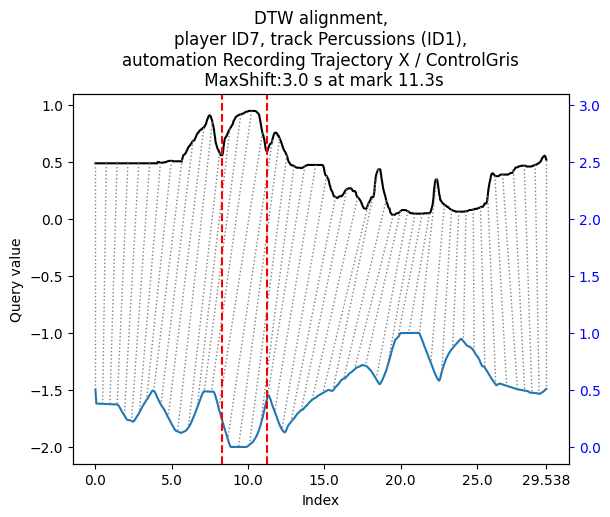 DTW alignment,
player ID7, track Percussions (ID1),
automation Recording Trajectory X / ControlGris
MaxShift:3.0 s at mark 11.3s
1.0
0.5
0.0
−0.5
−1.0
−1.5
−2.0
Query value
3.0
2.5
2.0
1.5
1.0
0.5
0.0
0.0 5.0 10.0 15.0 20.0 25.0 29.538
Index